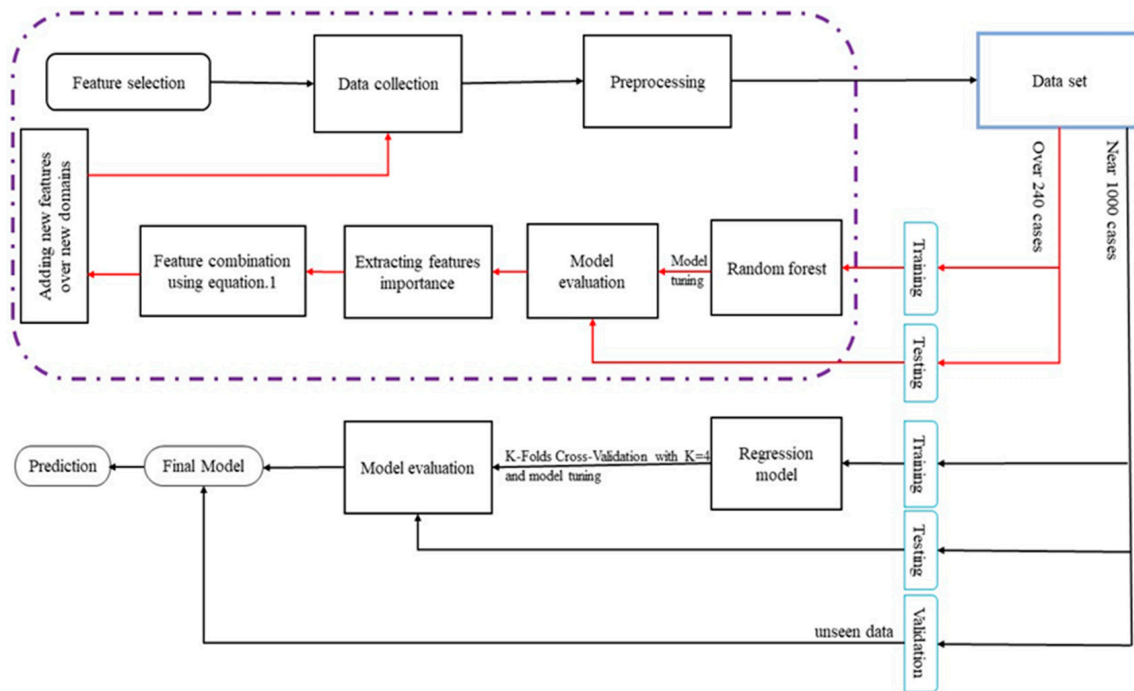 Feature selection
Data collection
Preprocessing
Data set
Over 240 cases
Near 1000 cases
Adding new features
over new domains
Feature combination
using equation.1
Extracting features
importance
Model
evaluation
Model
tuning
Random forest
Training
Testing
Prediction
Final Model
Model evaluation
K-Folds Cross-Validation with K=4
and model tuning
Regression
model
Training
Testing
unseen data
Validation